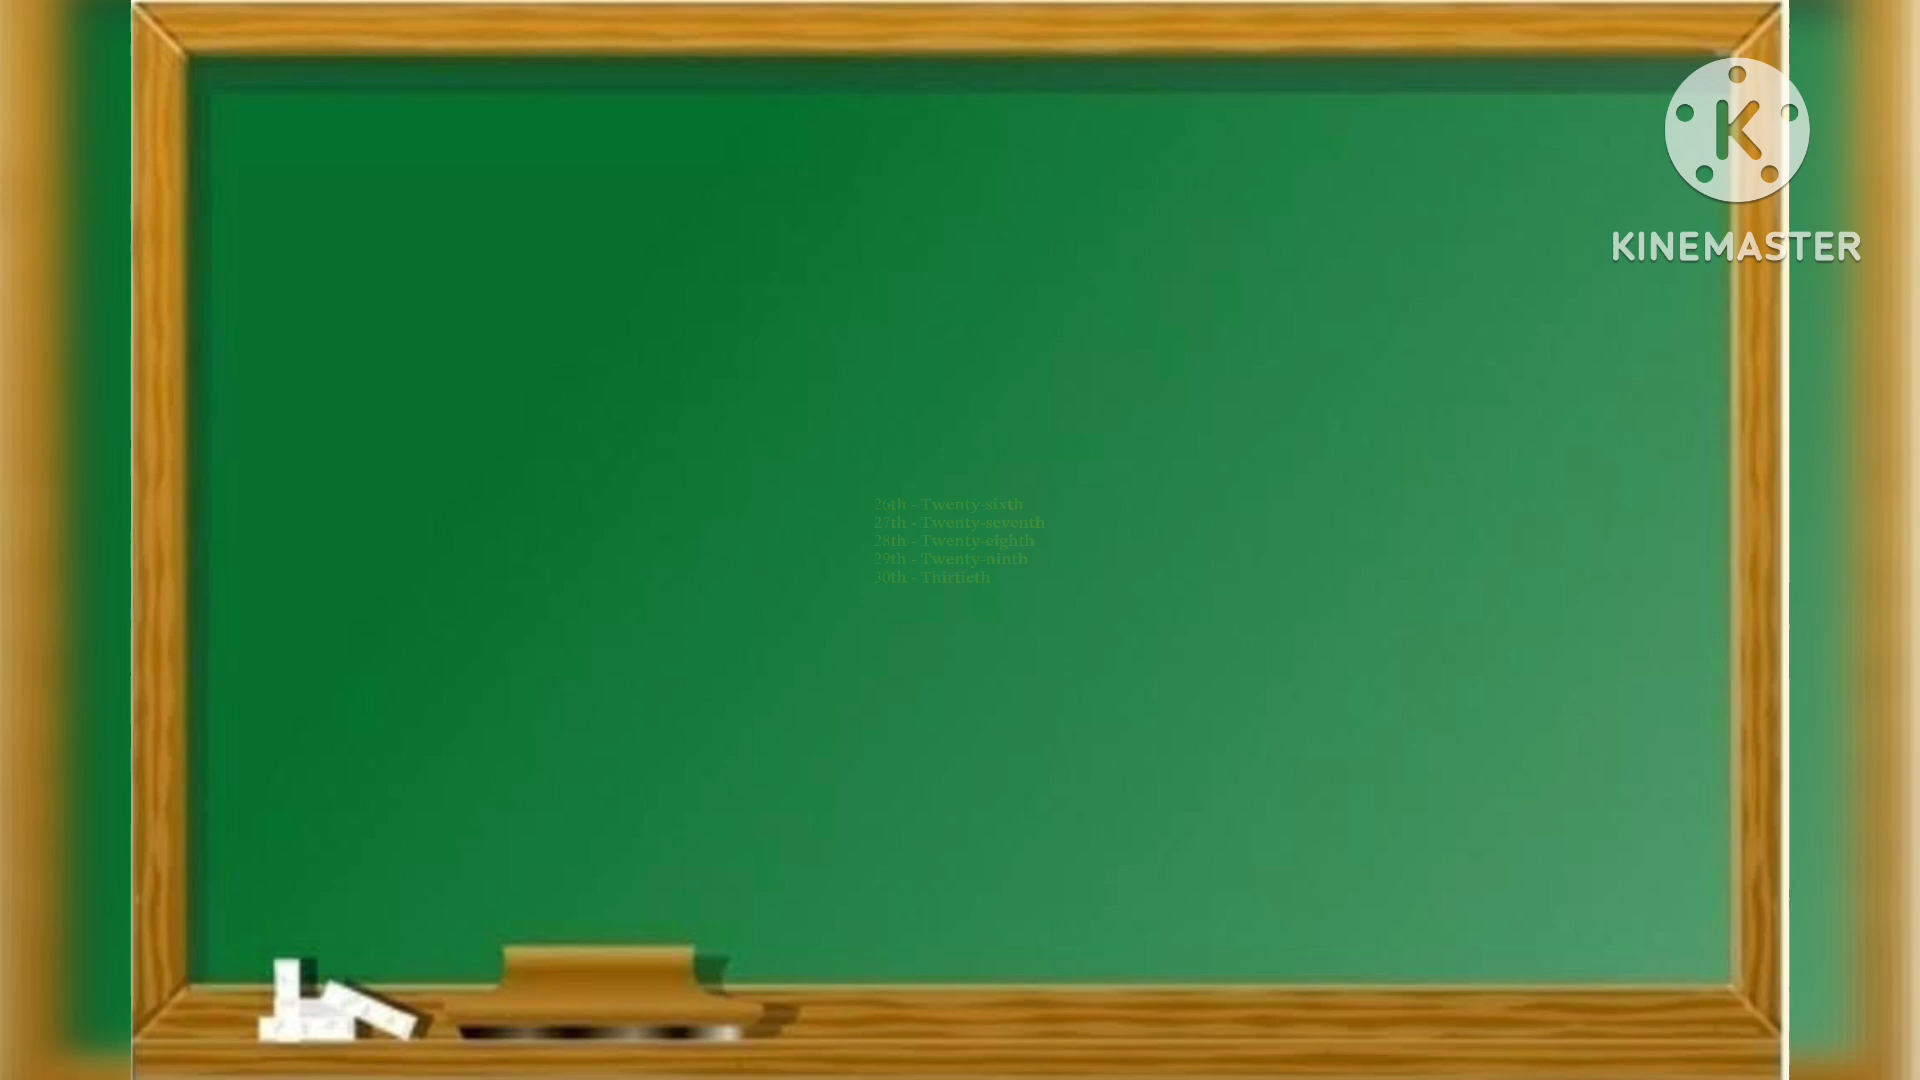 K
KINEMASTER
26th - Twenty-sixth
27th - Twenty-seventh
28th - Twenty-eighth
29th - Twenty-ninth
30th - Thirtieth